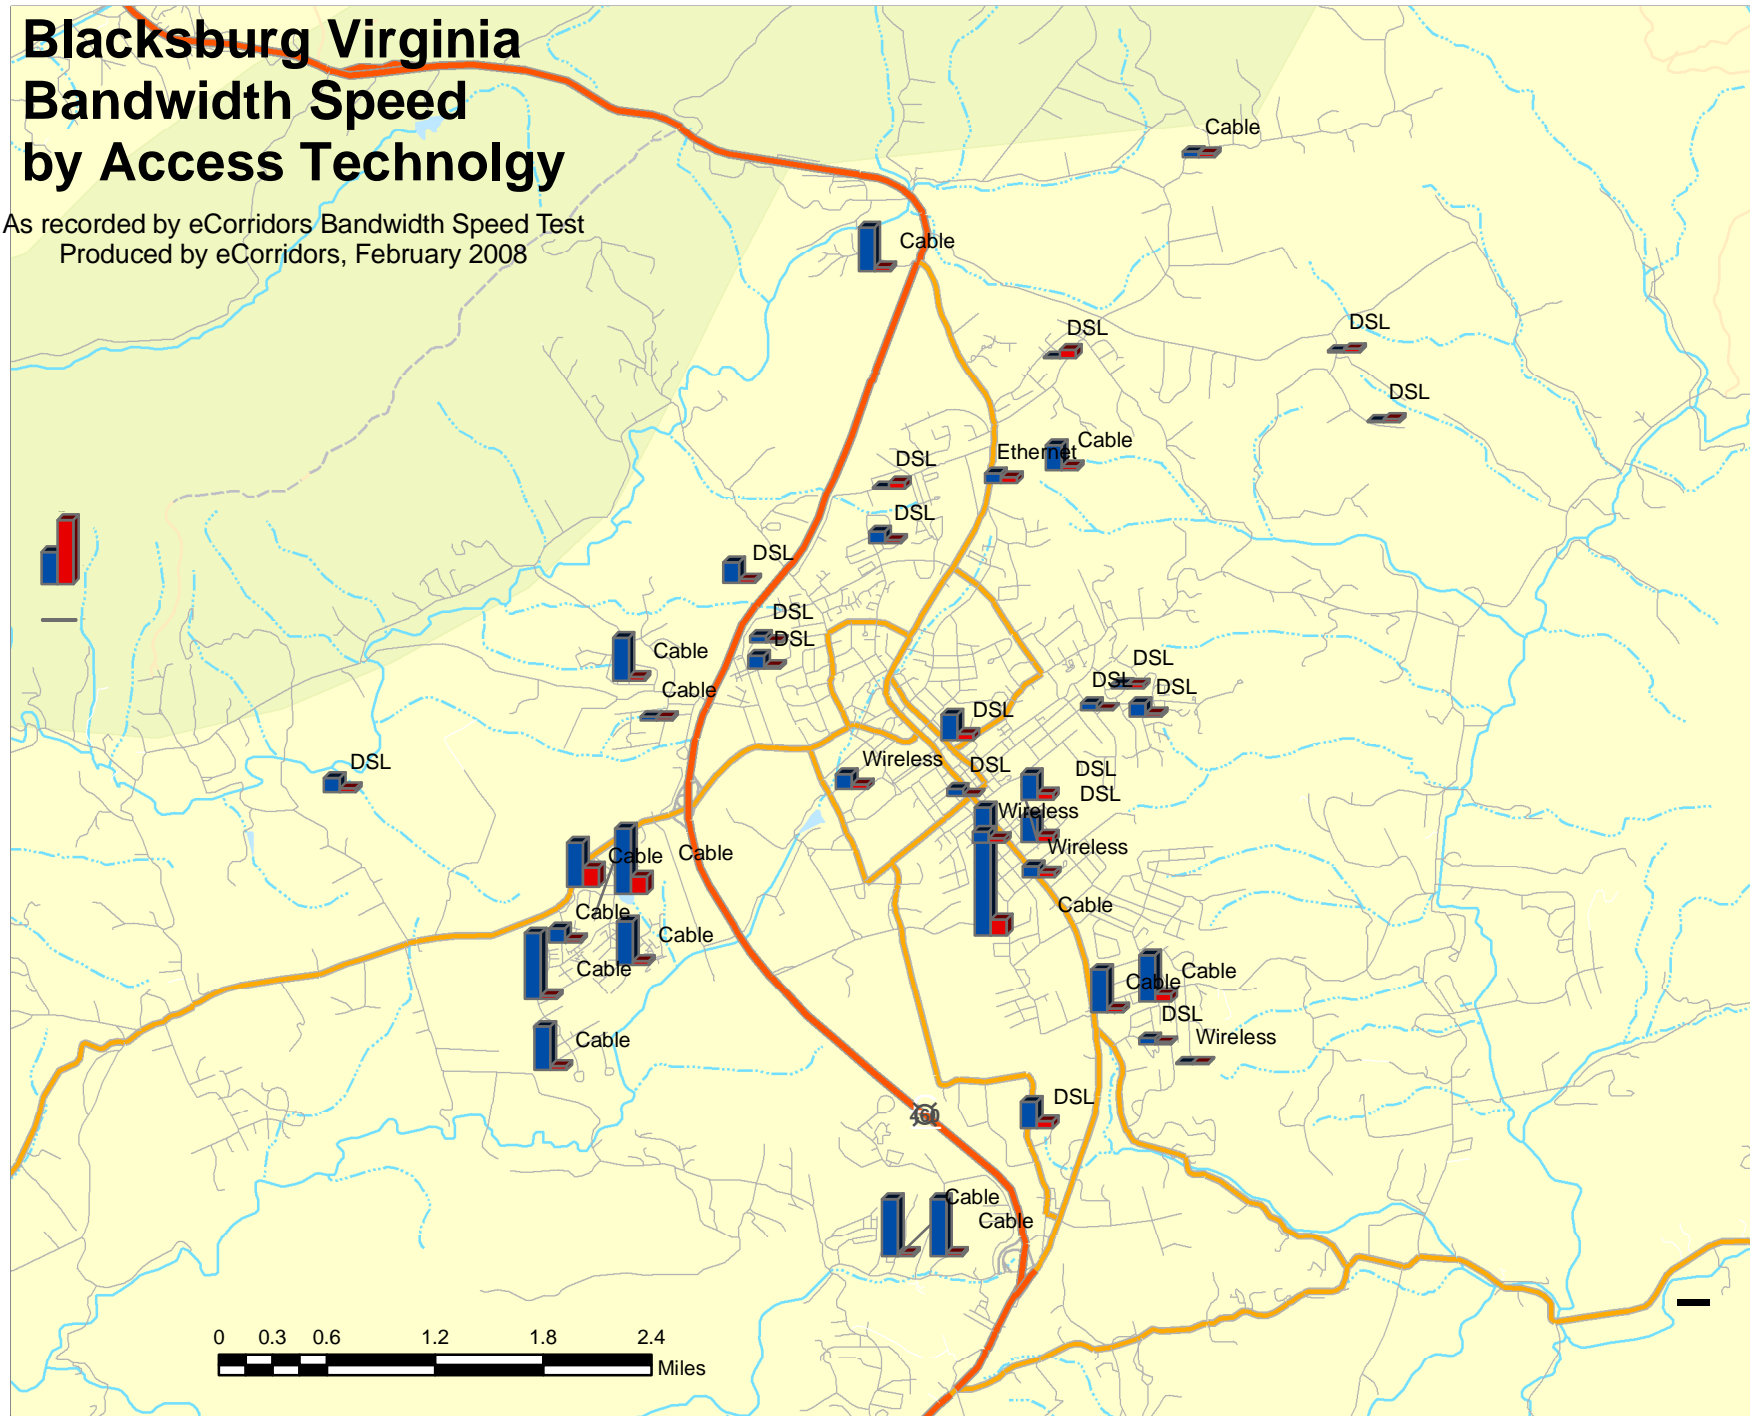 Blacksburg Virginia
Bandwidth Speed
by Access Technolgy
As recorded by eCorridors Bandwidth Speed Test
Produced by eCorridors, February 2008
Cable
Cable
DSL
DSL
DSL
Cable
Ethernet
DSL
DSL
DSL
DSL
DSL
Cable
DSL
Cable
DSL
DSL
DSL
DSL
Wireless
DSL
DSL
DSL
DSL
Wireless
Wireless
Cable
Cable
Cable
Cable
Cable
Cable
Cable
Cable
Cable
DSL
Wireless
Cable
DSL
460
Cable
Cable
0 0.3 0.6 1.2 1.8 2.4
Miles